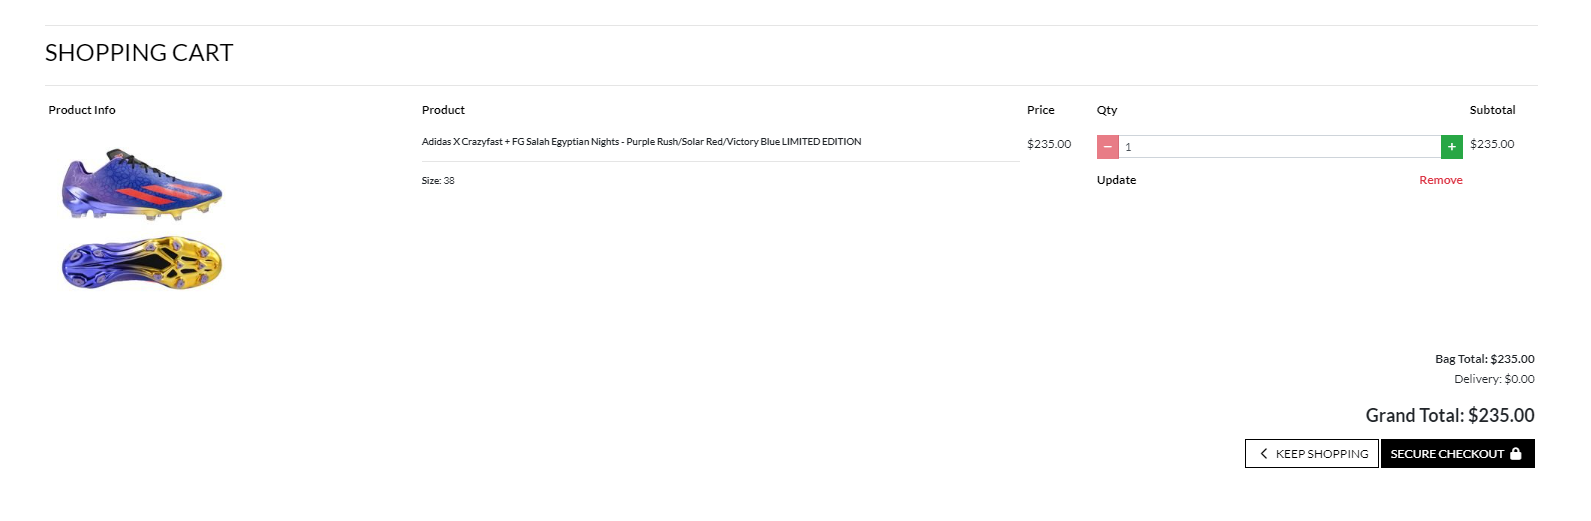 SHOPPING CART
Product Info Product Price Qty Subtotal
Adidas X Crazyfast + FG Salah Egyptian Nights - Purple Rush/Solar Red/Victory Blue LIMITED EDITION $235.00 − 1 + $235.00
Size: 38 Update Remove
Bag Total: $235.00
Delivery: $0.00
Grand Total: $235.00
KEEP SHOPPING SECURE CHECKOUT